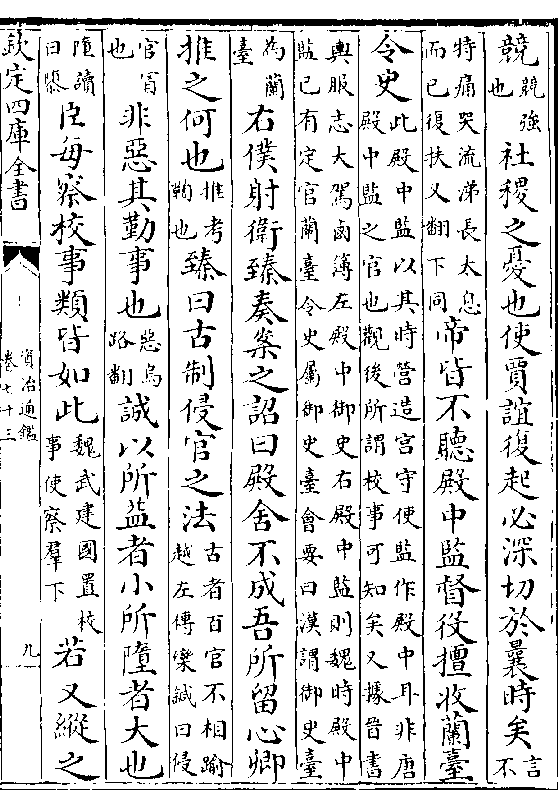 競競強也社稷之憂也使賈誼復起必深切於曩時矣言不
特痛哭流涕長太息而已復扶又翻下同帝皆不聽殿中監督役擅收蘭臺
令史此殿中監以其時營造宮守使監作殿中耳非唐殿中監之官也觀後所謂校事可知矣又據晉書
輿服志大駕鹵簿左殿中御史右殿中監則魏時殿中監已有定官蘭臺令史屬御史臺會要曰漢謂御史臺
為蘭臺右僕射衛臻奏案之詔曰殿舍不成吾所留心卿
推之何也推考鞫也臻曰古制侵官之法古者百官不相踰越左傳欒鍼曰侵
官冒也非惡其勤事也惡烏路翻誠以所益者小所墮者大也
墮讀曰隳臣每察校事類皆如此魏武建國置校事使察羣下若又縱之
欽定四庫全書
資治通鑑
卷七十三
九